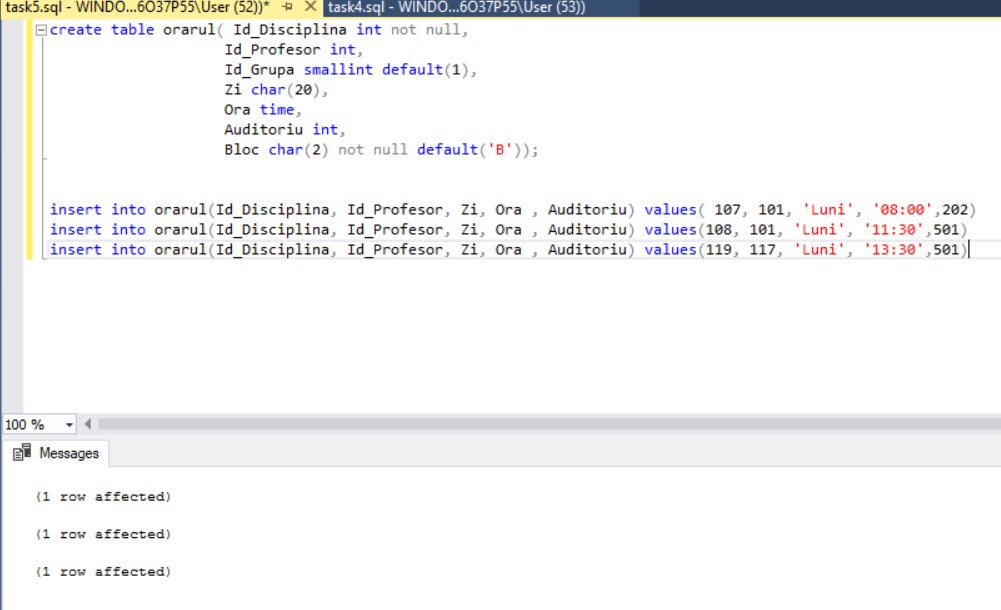 task5.sql - WINDO...6O37P55\User (52))* task4.sql - WINDO...6O37P55\User (53))
create table orarul( Id_Disciplina int not null,
Id_Profesor int,
Id_Grupa smallint default(1),
Zi char(20),
Ora time,
Auditoriu int,
Bloc char(2) not null default('B'));
insert into orarul(Id_Disciplina, Id_Profesor, Zi, Ora , Auditoriu) values( 107, 101, 'Luni', '08:00',202)
insert into orarul(Id_Disciplina, Id_Profesor, Zi, Ora , Auditoriu) values(108, 101, 'Luni', '11:30',501)
insert into orarul(Id_Disciplina, Id_Profesor, Zi, Ora , Auditoriu) values(119, 117, 'Luni', '13:30',501)
100 %
Messages
(1 row affected)
(1 row affected)
(1 row affected)